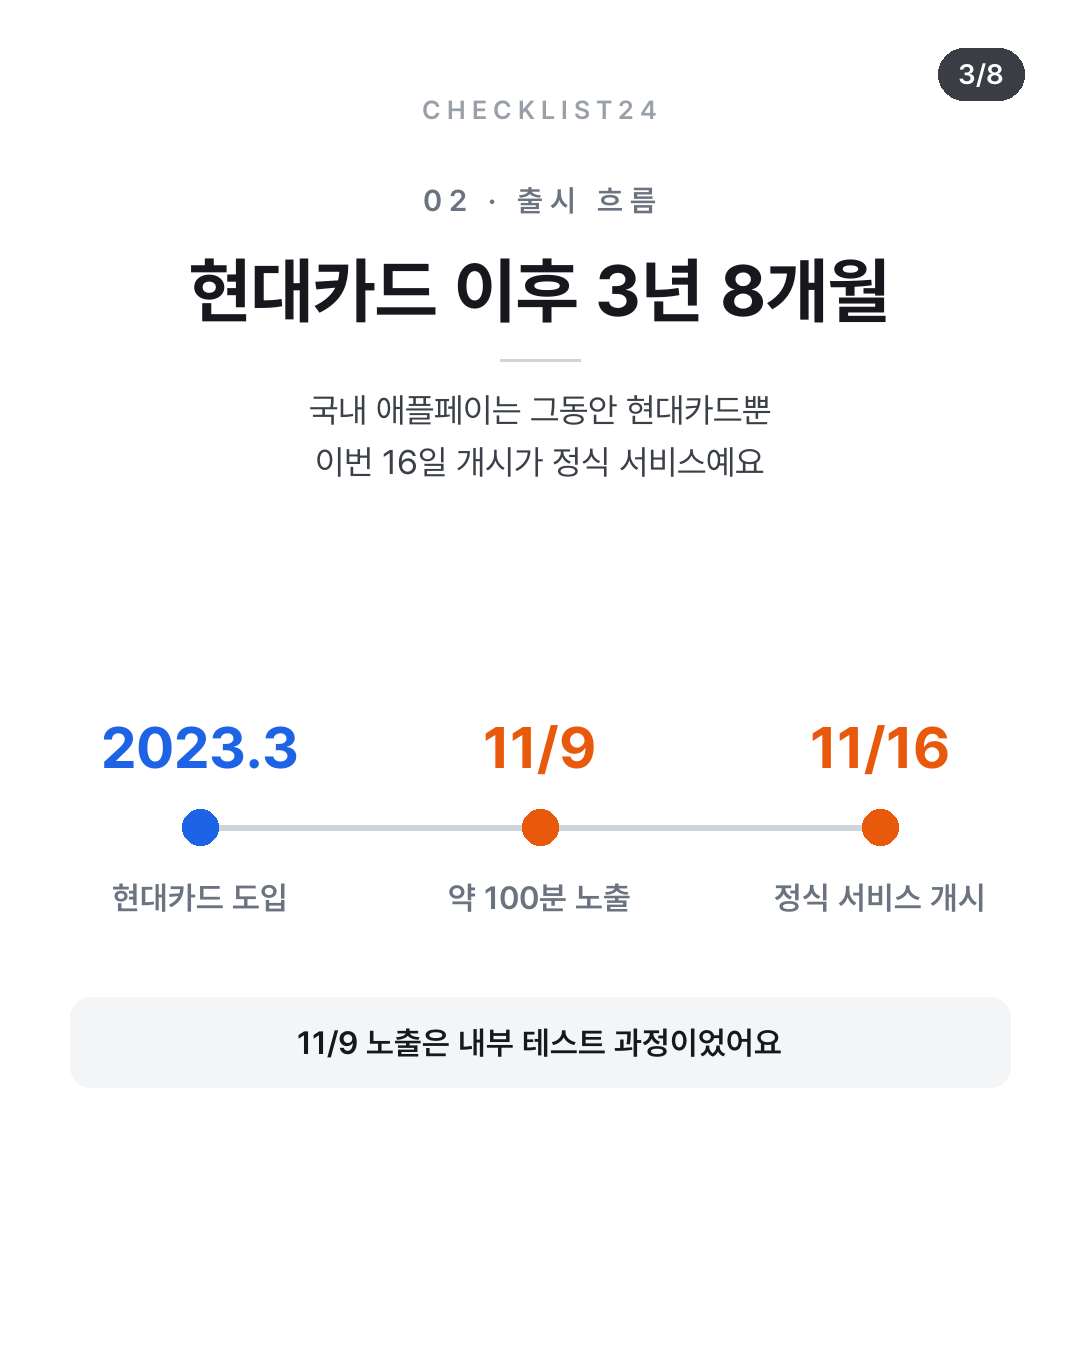 3/8
CHECKLIST24
02 · 출시 흐름
현대카드 이후 3년 8개월
국내 애플페이는 그동안 현대카드뿐
이번 16일 개시가 정식 서비스예요
2023.3 11/9 11/16
현대카드 도입 약 100분 노출 정식 서비스 개시
11/9 노출은 내부 테스트 과정이었어요